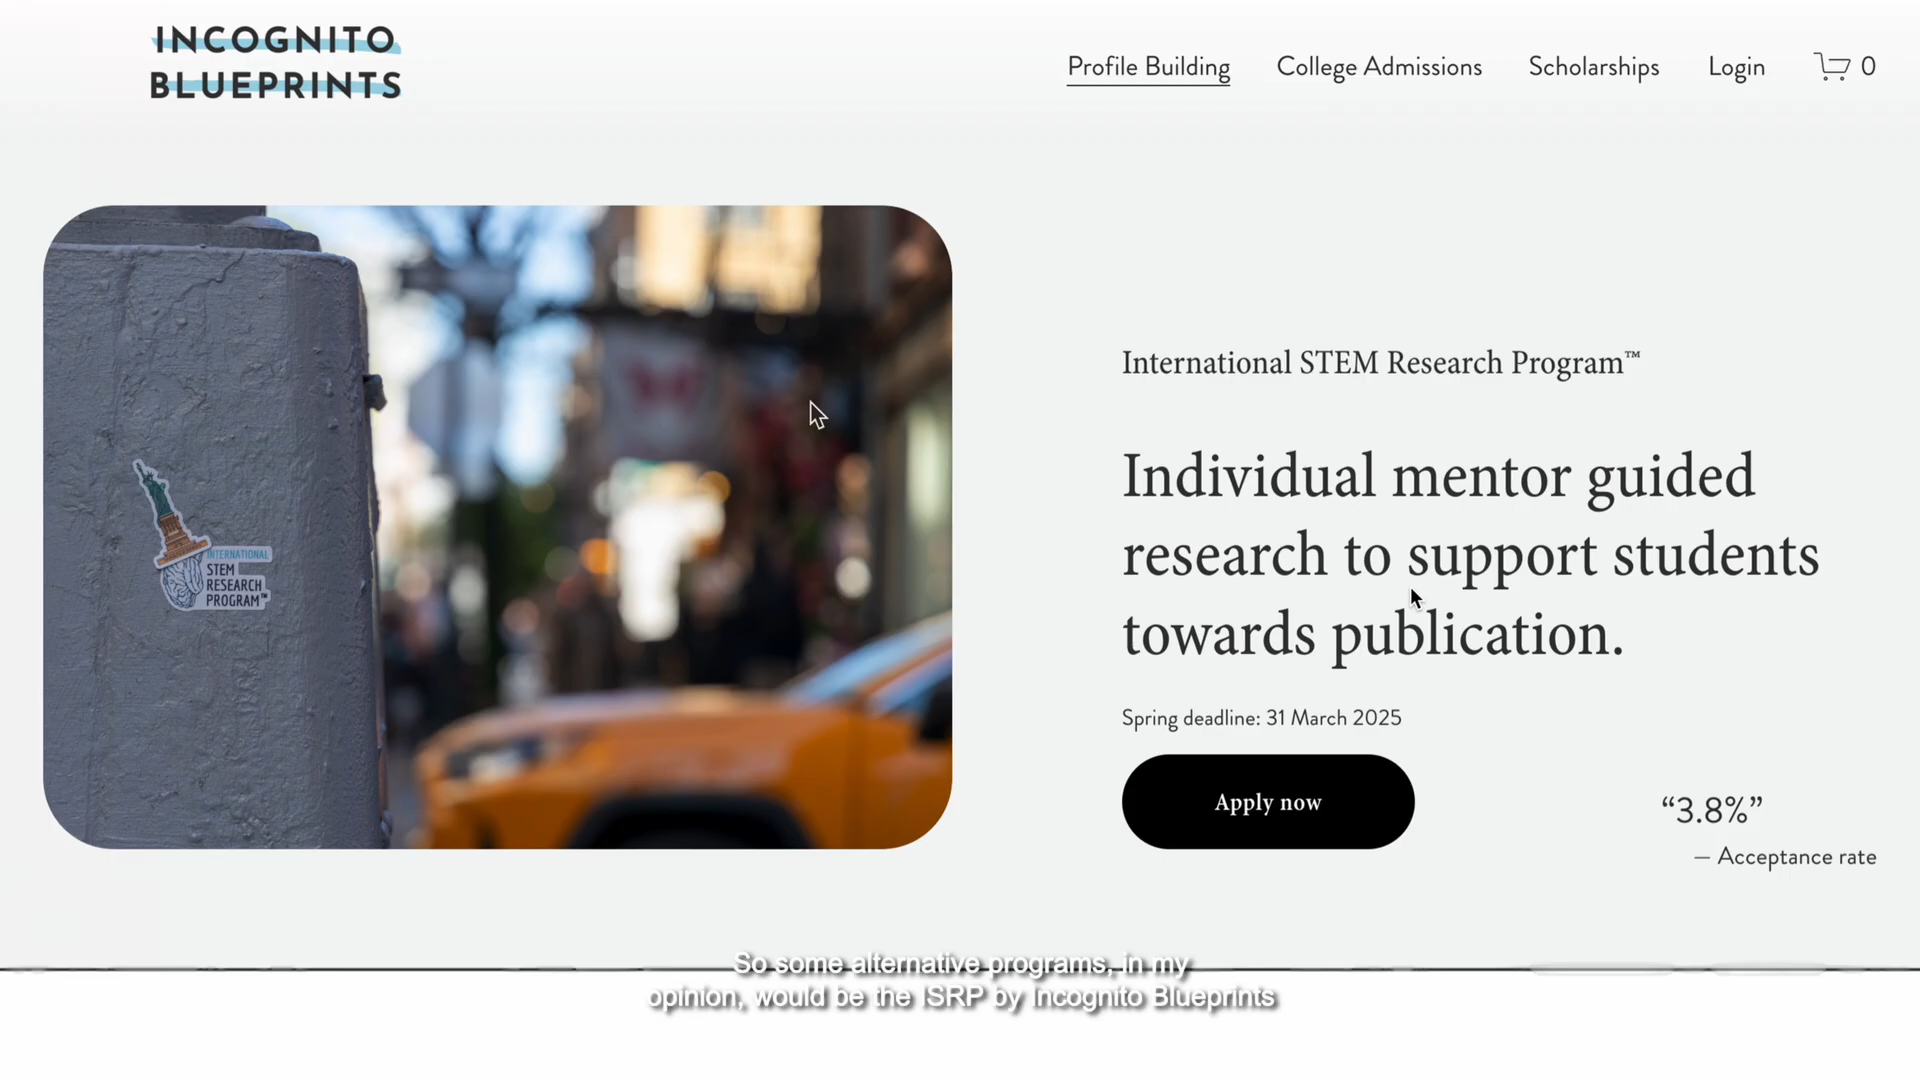 INCOGNITO
BLUEPRINTS
Profile Building
College Admissions
Scholarships
Login
0
INTERNATIONAL
STEM
RESEARCH
PROGRAM™
International STEM Research Program™
Individual mentor guided
research to support students
towards publication.
Spring deadline: 31 March 2025
Apply now
“3.8%”
— Acceptance rate
So some alternative programs, in my
opinion, would be the ISRP by Incognito Blueprints